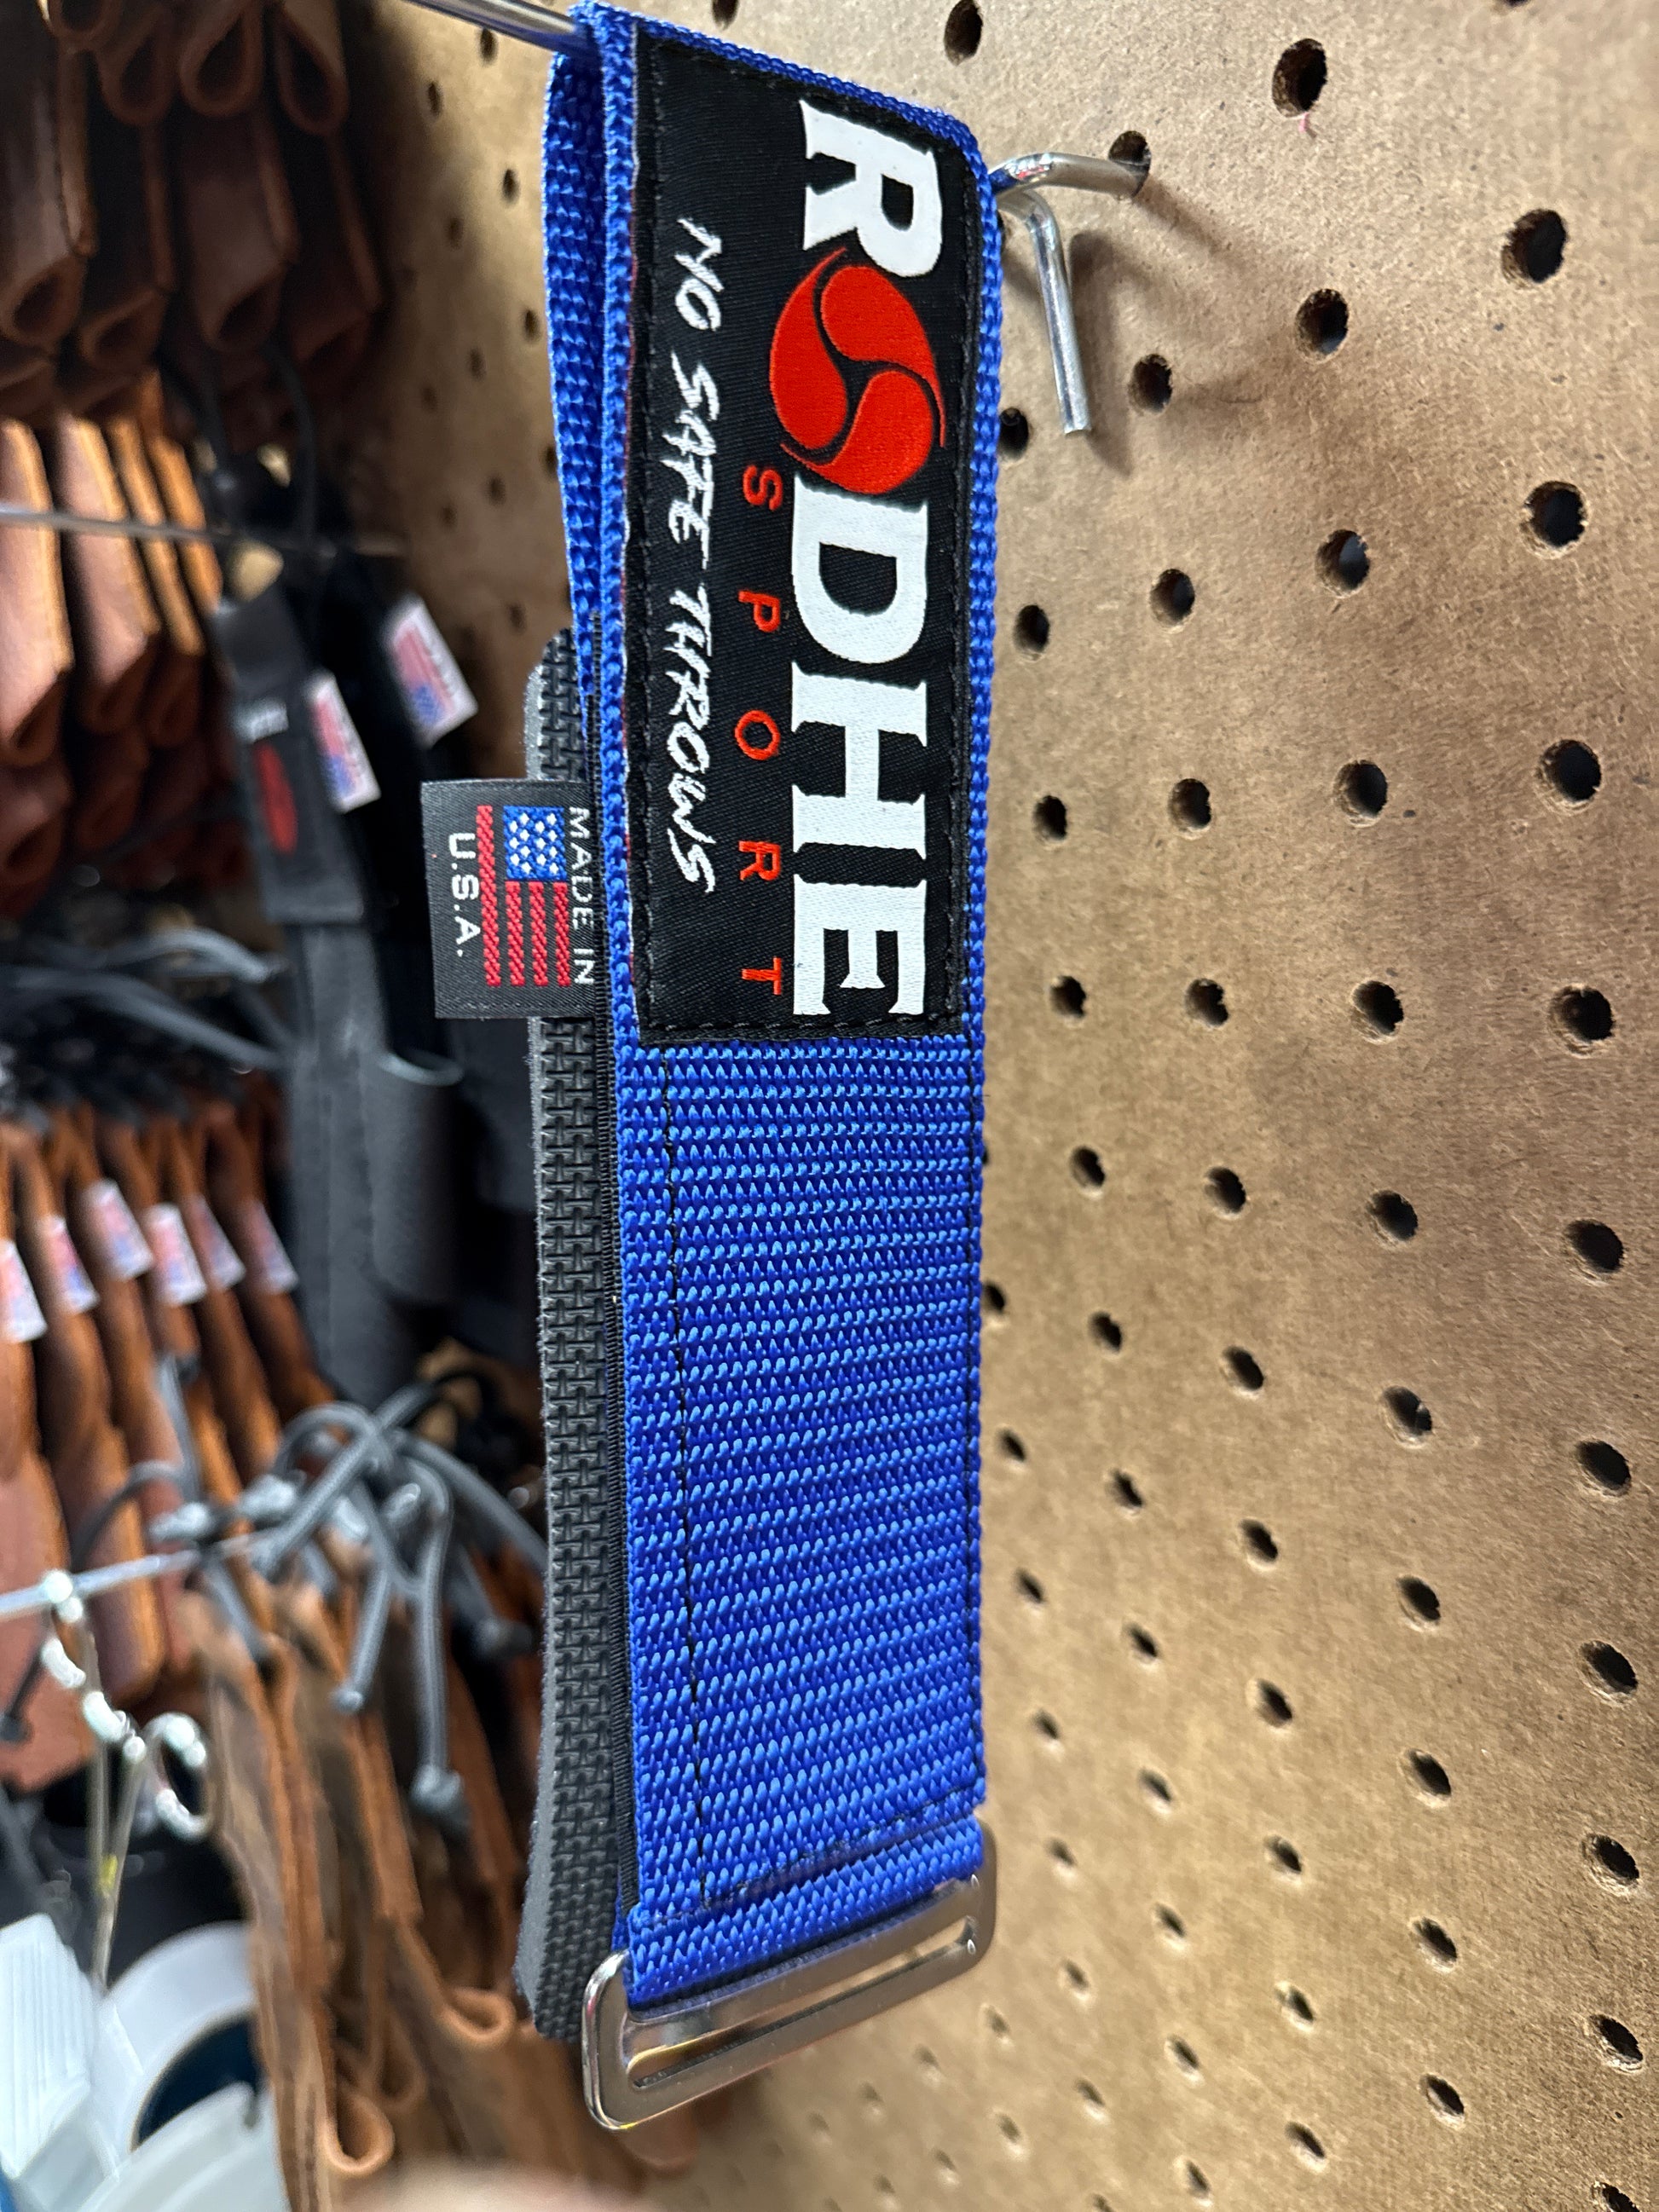 RODHE
SPORT
NO SAFE THROWS
MADE IN
U.S.A.